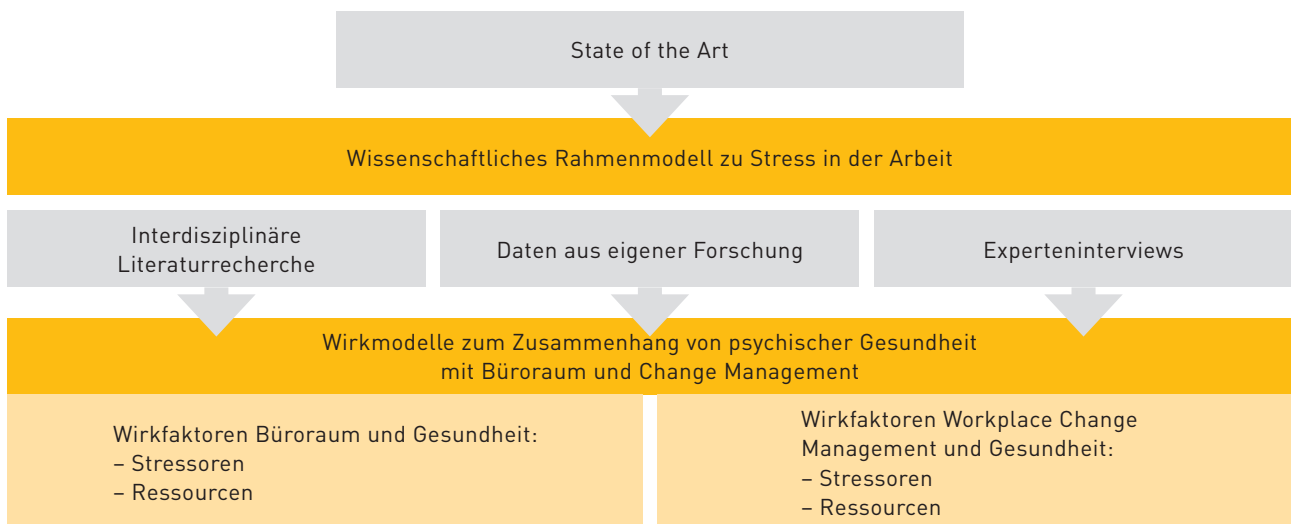 State of the Art
Wissenschaftliches Rahmenmodell zu Stress in der Arbeit
Interdisziplinäre
Literaturrecherche
Daten aus eigener Forschung
Experteninterviews
Wirkmodelle zum Zusammenhang von psychischer Gesundheit
mit Büroraum und Change Management
Wirkfaktoren Büroraum und Gesundheit:
– Stressoren
– Ressourcen
Wirkfaktoren Workplace Change
Management und Gesundheit:
– Stressoren
– Ressourcen